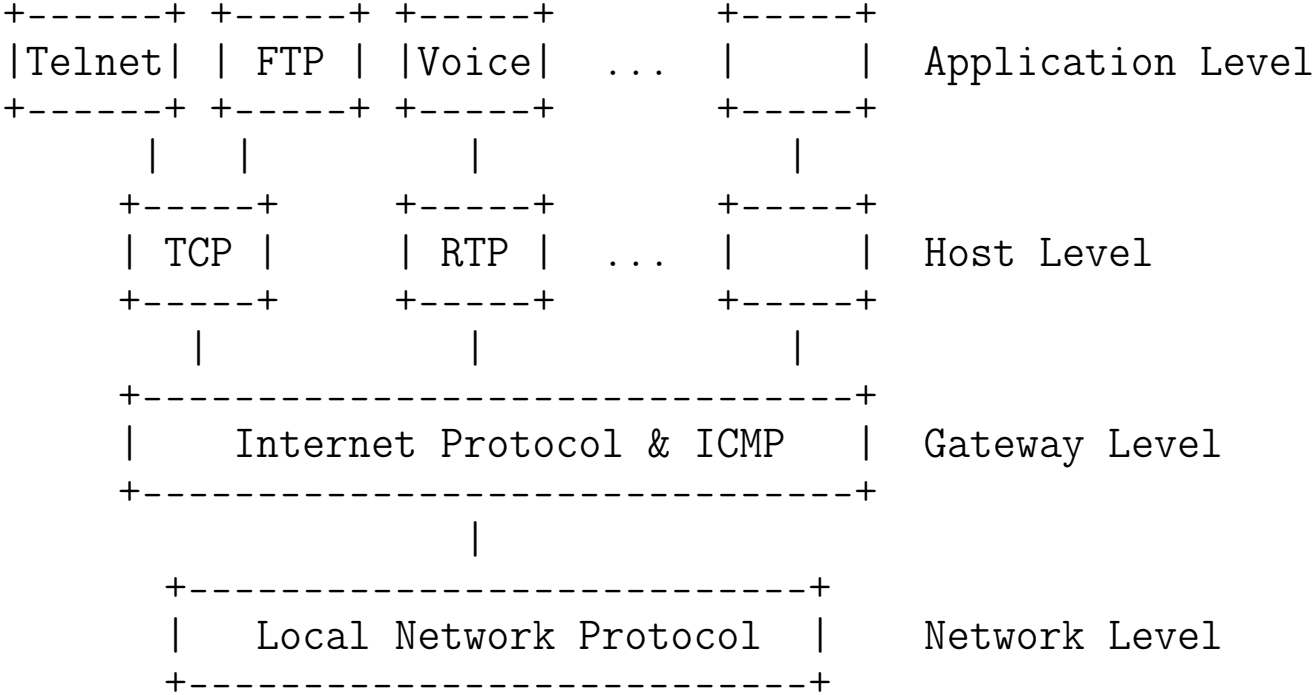 +------+ +-----+ +-----+       +-----+
|Telnet| | FTP | |Voice|  ...  |     |  Application Level
+------+ +-----+ +-----+       +-----+
      |   |         |             |
     +-----+     +-----+       +-----+
     | TCP |     | RTP |  ...  |     |  Host Level
     +-----+     +-----+       +-----+
        |           |             |
     +-------------------------------+
     |    Internet Protocol & ICMP   |  Gateway Level
     +-------------------------------+
                    |
       +---------------------------+
       |   Local Network Protocol  |    Network Level
       +---------------------------+